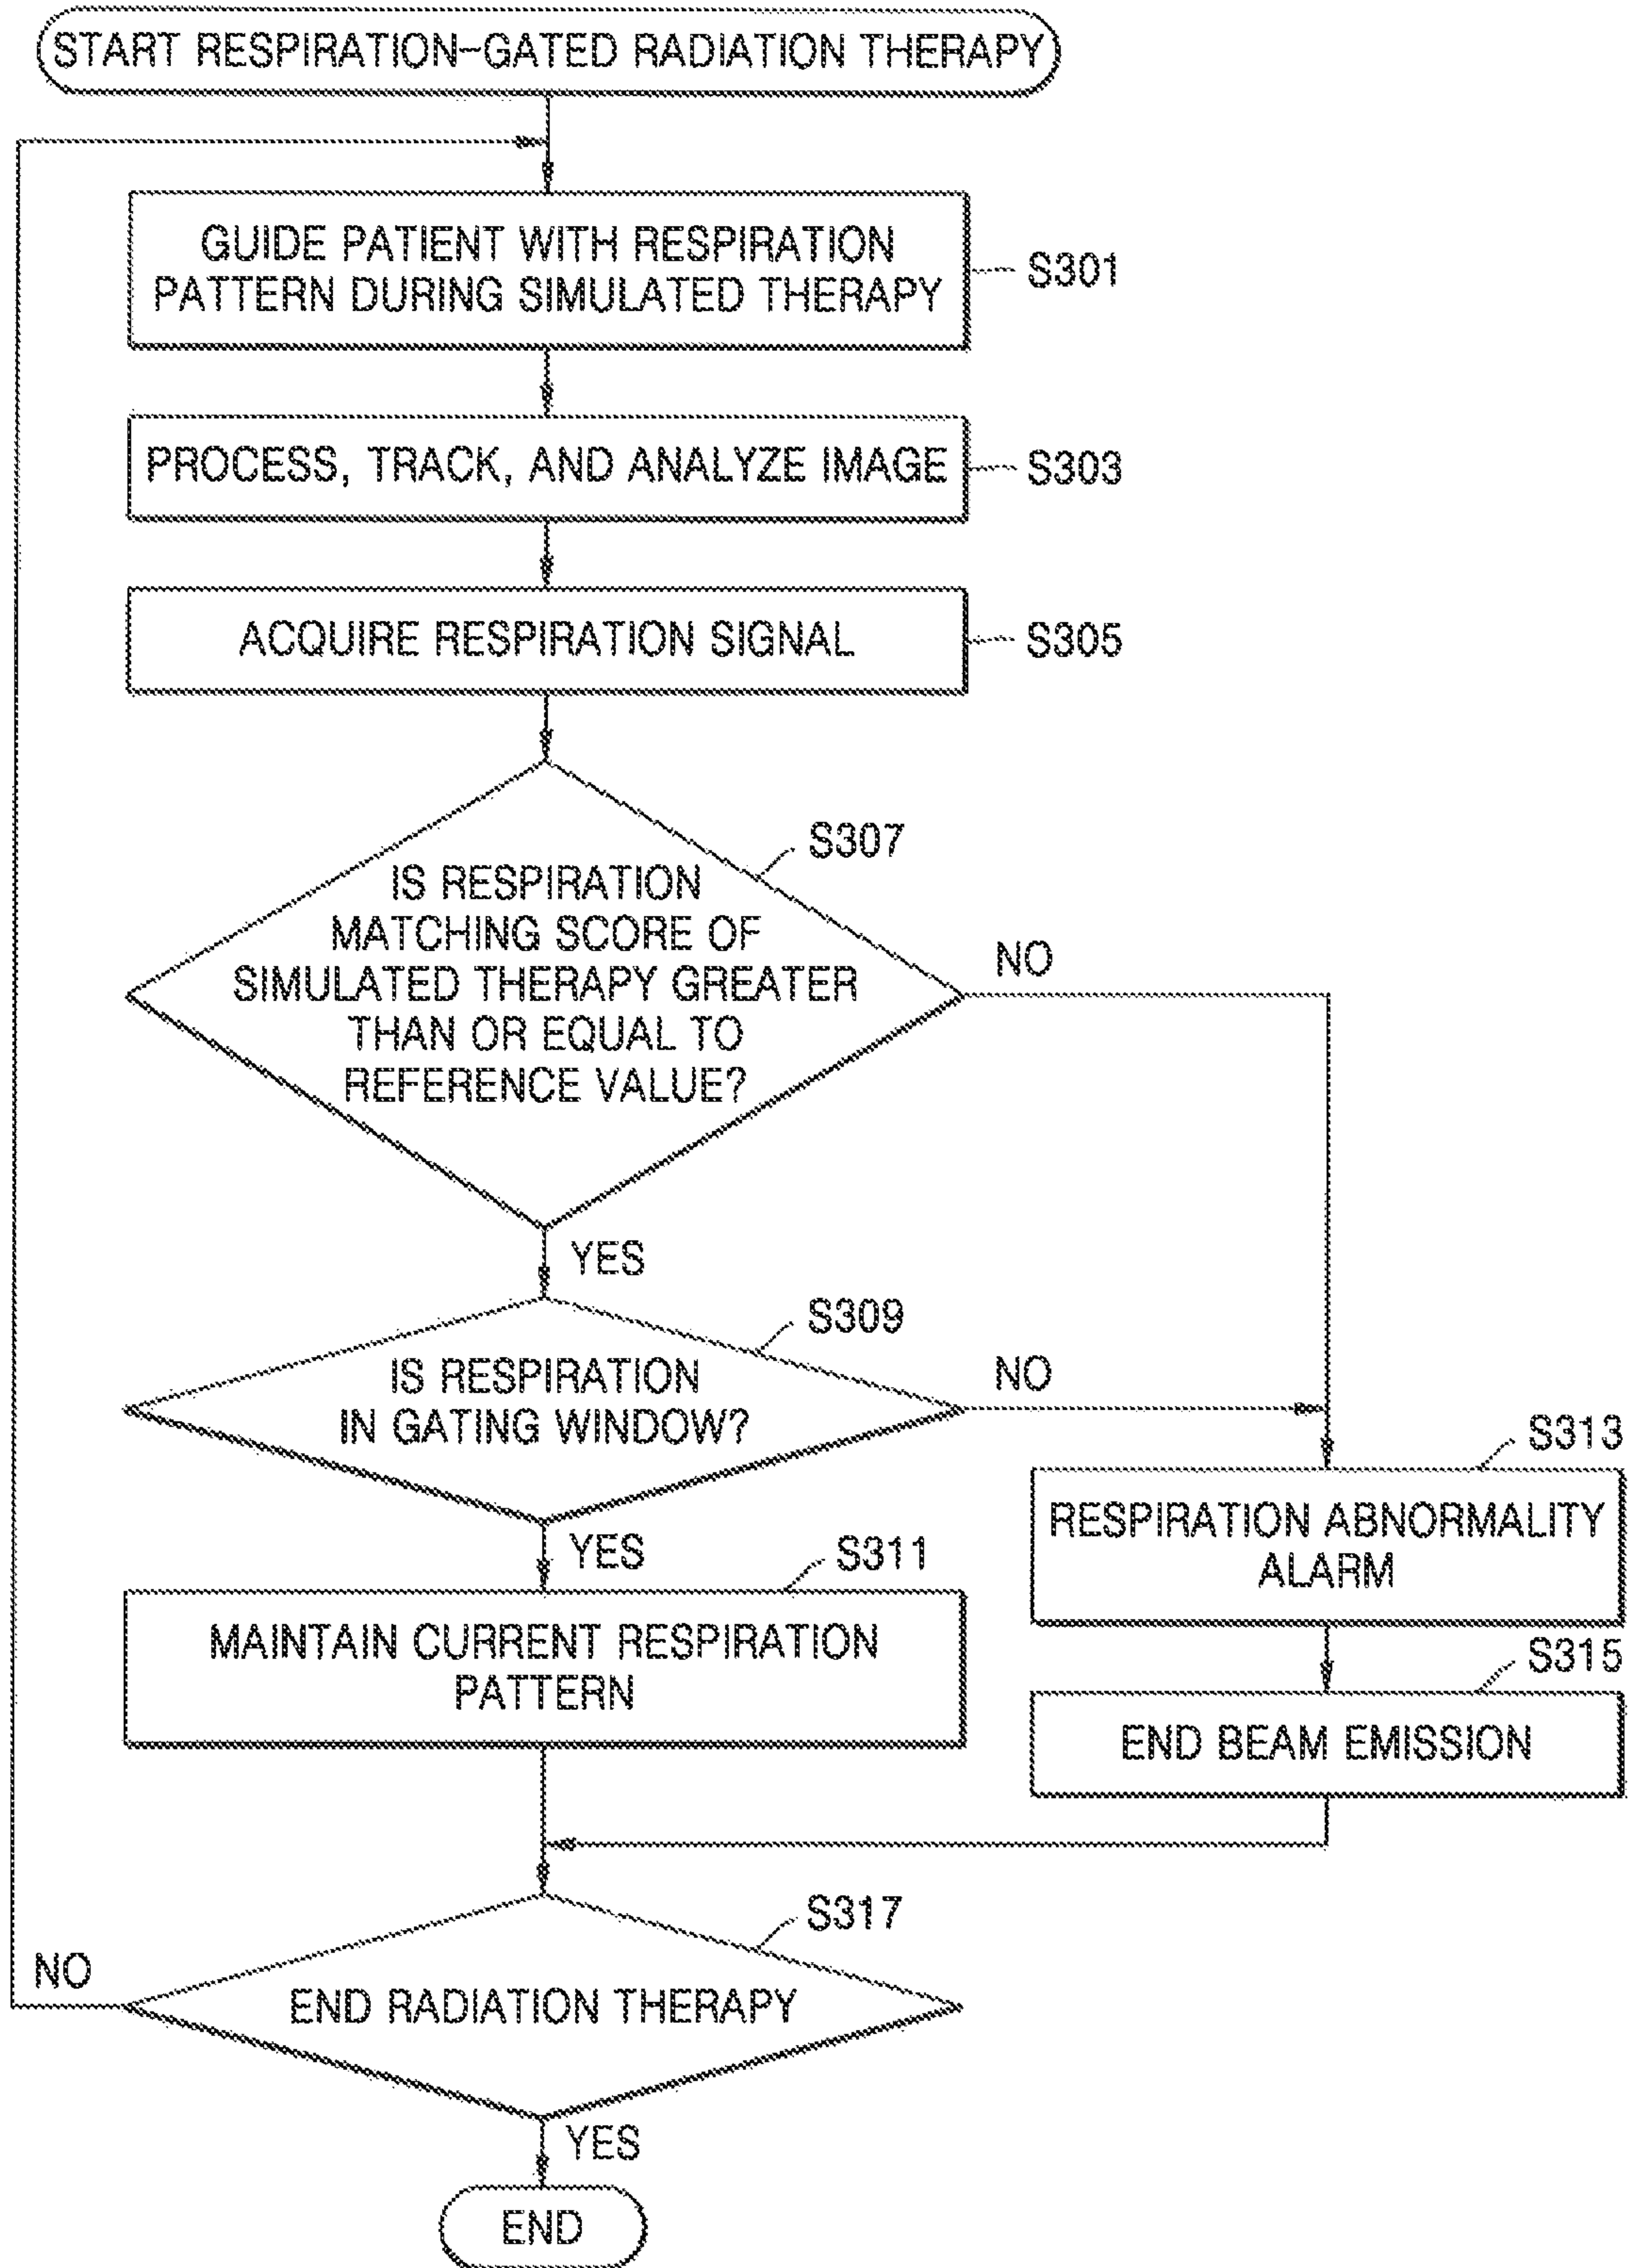 START RESPIRATION-GATED RADIATION THERAPY
GUIDE PATIENT WITH RESPIRATION
PATTERN DURING SIMULATED THERAPY
S301
PROCESS, TRACK, AND ANALYZE IMAGE
S303
ACQUIRE RESPIRATION SIGNAL
S305
S307
IS RESPIRATION
MATCHING SCORE OF
SIMULATED THERAPY GREATER
THAN OR EQUAL TO
REFERENCE VALUE?
NO
YES
S309
IS RESPIRATION
IN GATING WINDOW?
NO
YES
S311
MAINTAIN CURRENT RESPIRATION
PATTERN
S313
RESPIRATION ABNORMALITY
ALARM
S315
END BEAM EMISSION
S317
END RADIATION THERAPY
NO
YES
END